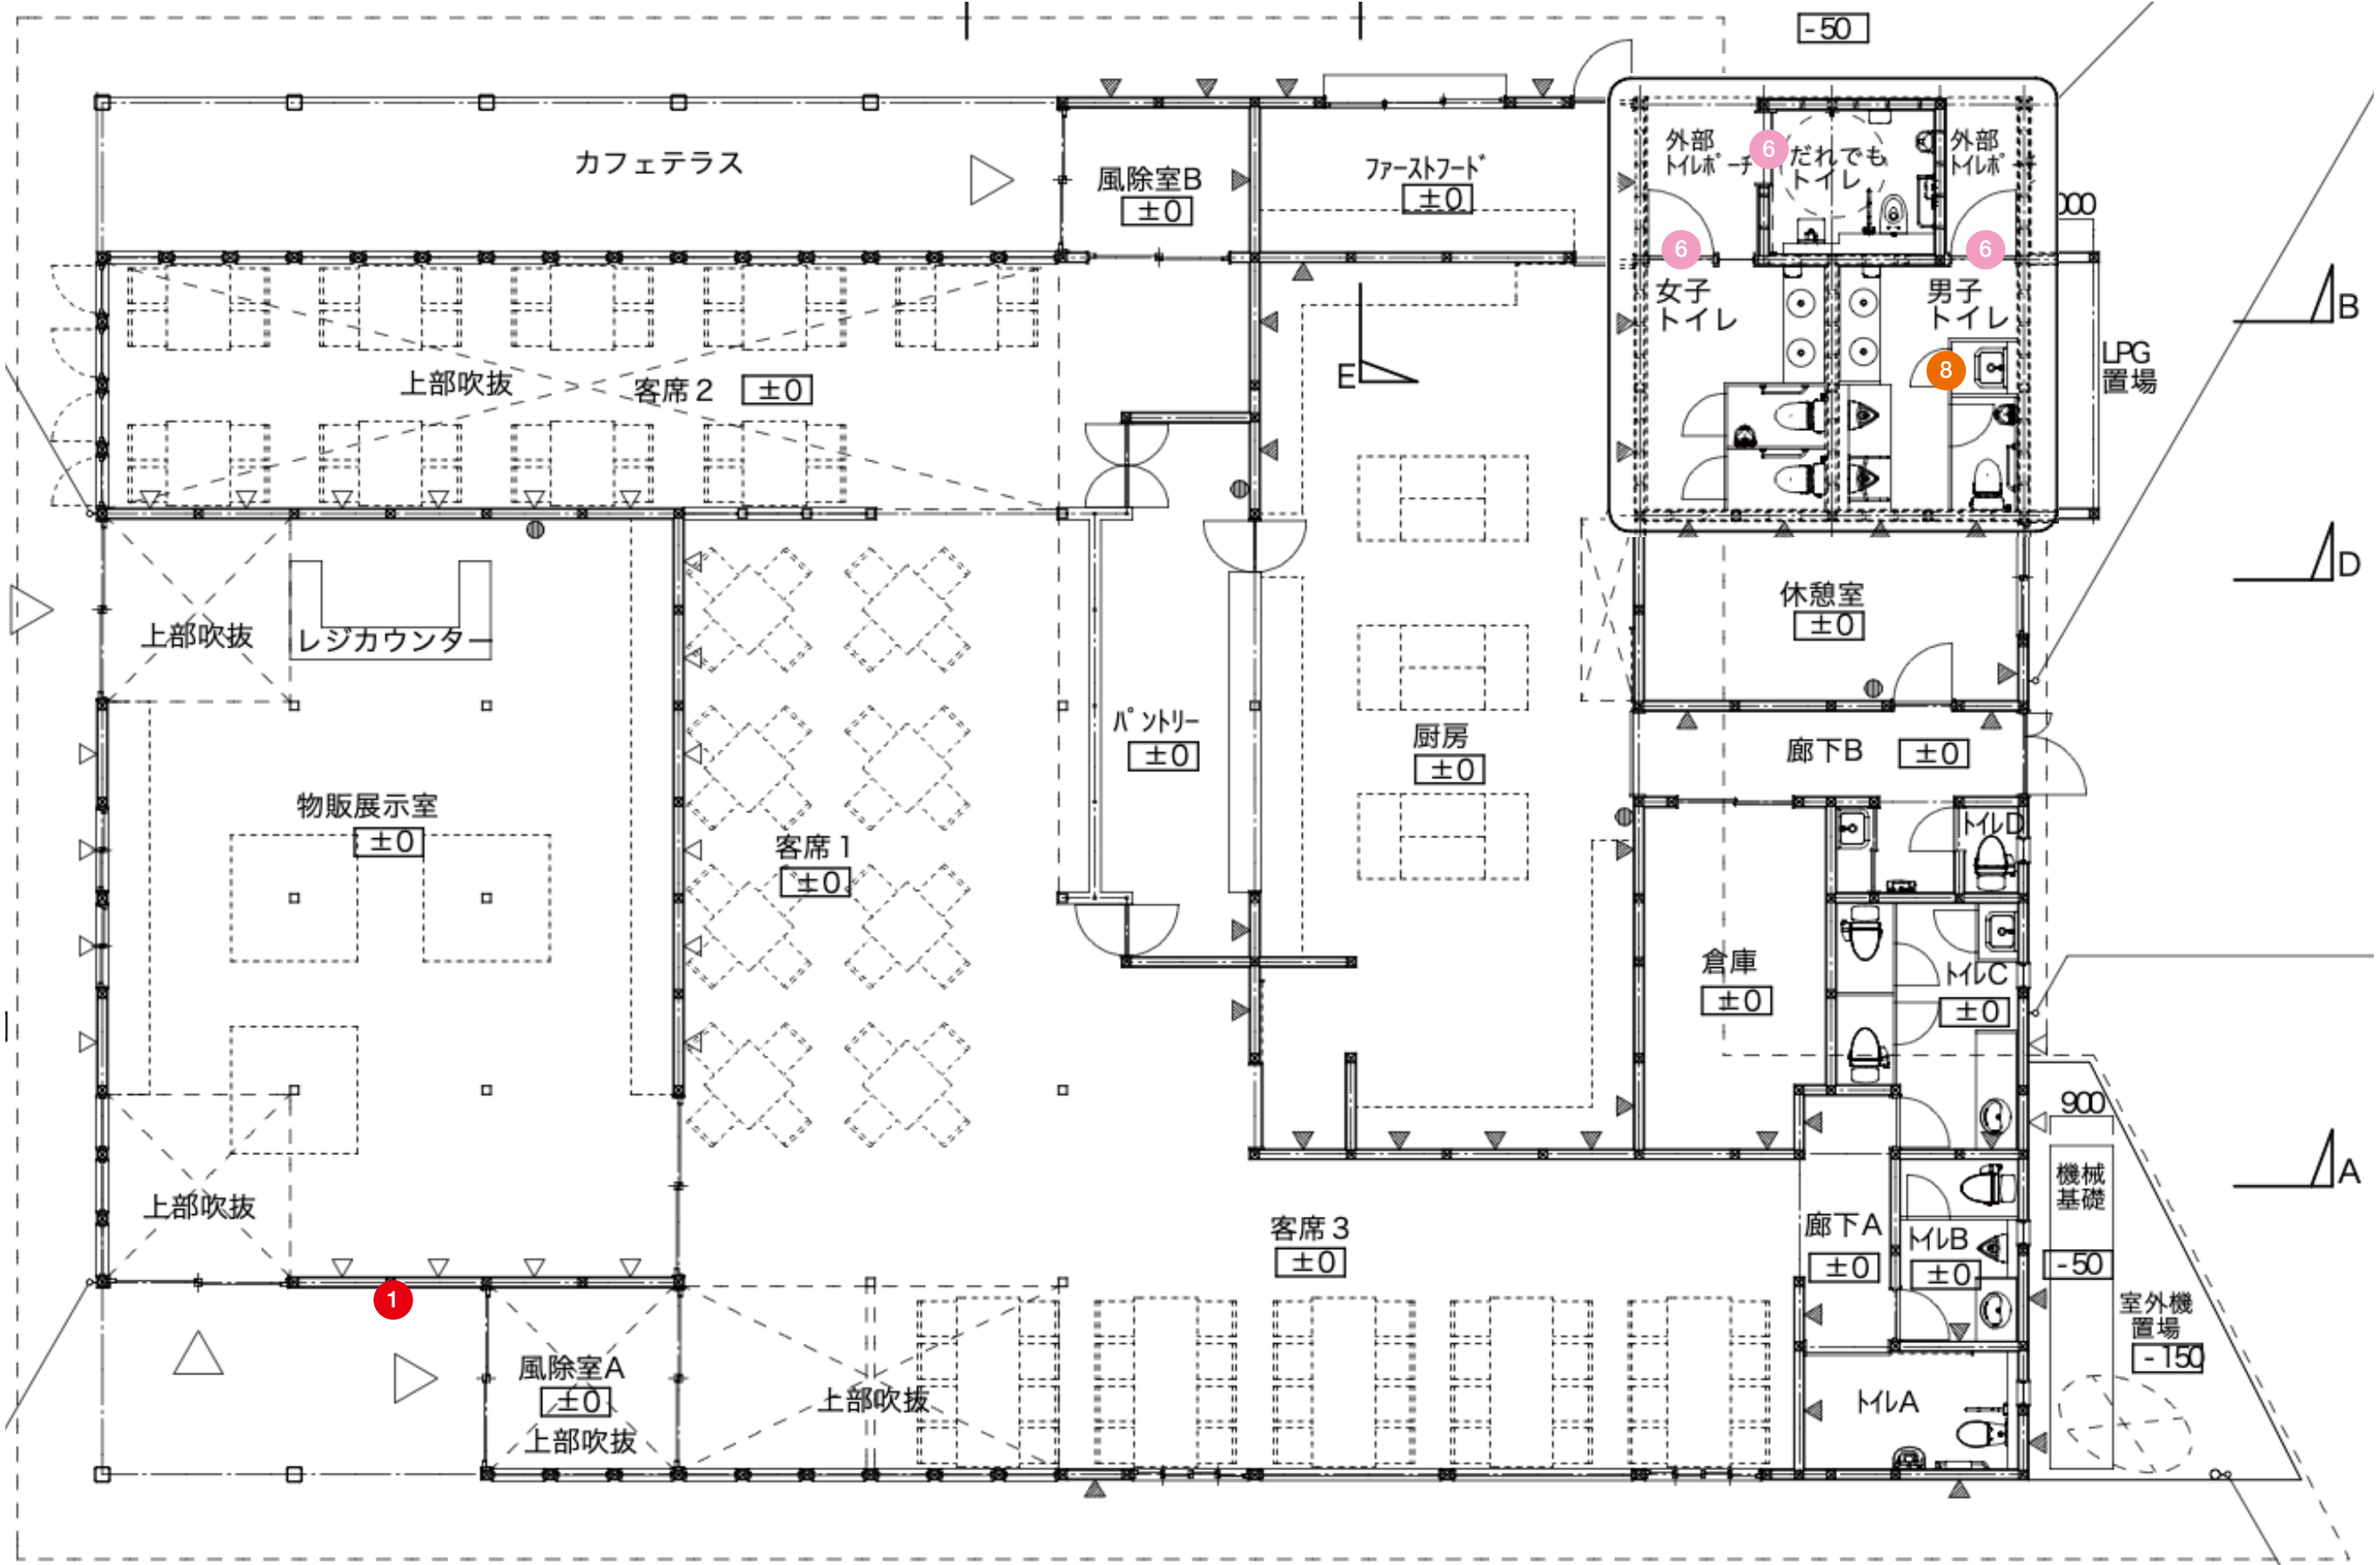 -50
カフェテラス
風除室B
±0
ファーストフード
±0
外部
トイレポーチ
6
だれでも
トイレ
外部
トイレポーチ
000
6
6
女子
トイレ
男子
トイレ
8
LPG
置場
B
E
上部吹抜
客席2
±0
D
上部吹抜
レジカウンター
休憩室
±0
パントリー
±0
厨房
±0
廊下B
±0
物販展示室
±0
客席1
±0
トイレD
倉庫
±0
トイレC
±0
900
機械
基礎
A
上部吹抜
客席3
±0
廊下A
±0
トイレB
±0
-50
1
室外機
置場
-150
風除室A
±0
上部吹抜
上部吹抜
トイレA